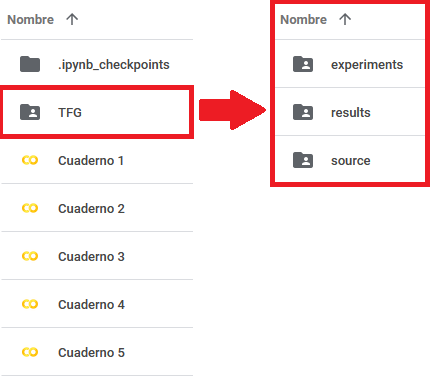 Nombre
.ipynb_checkpoints
TFG
Cuaderno 1
Cuaderno 2
Cuaderno 3
Cuaderno 4
Cuaderno 5
Nombre
experiments
results
source